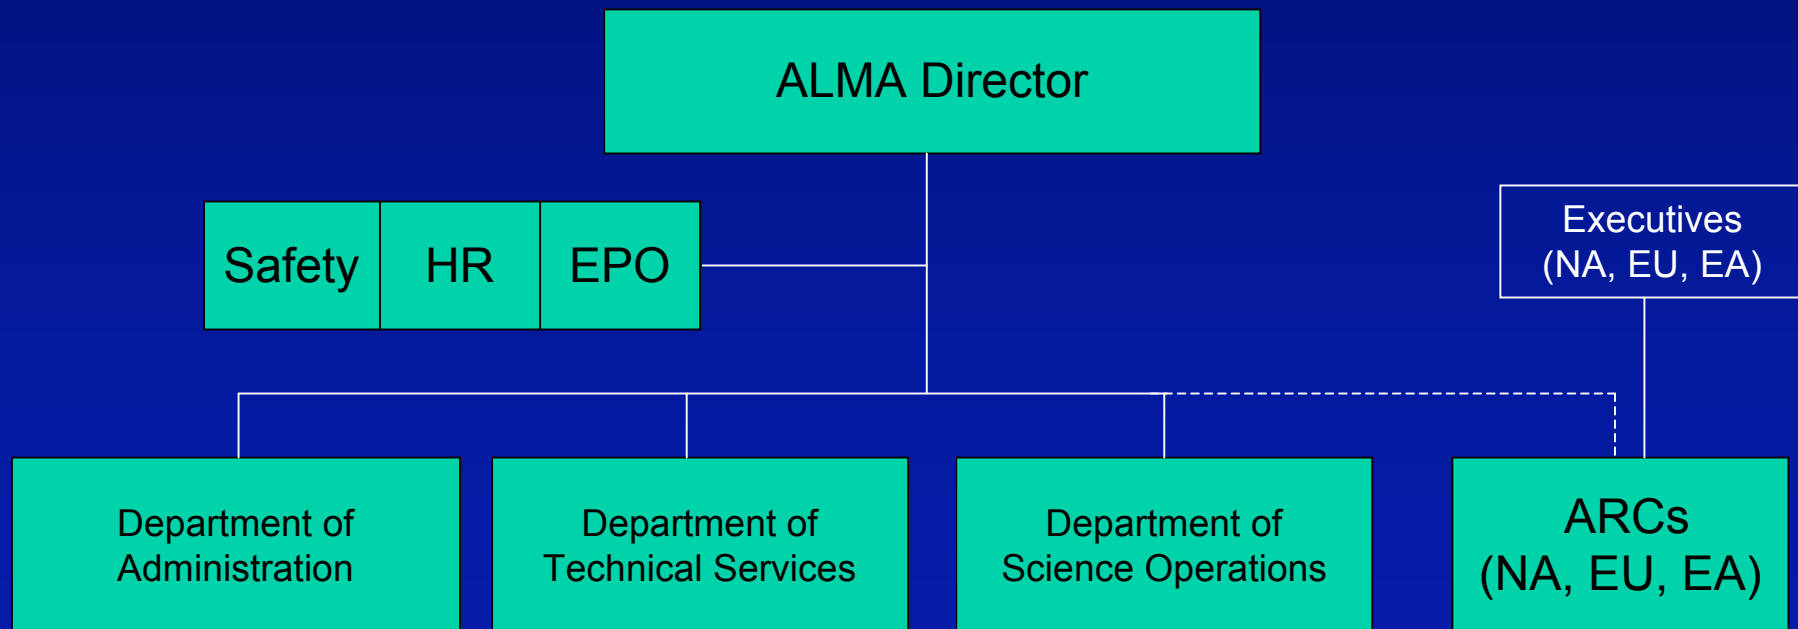 ALMA Director
Safety
HR
EPO
Executives
(NA, EU, EA)
Department of
Administration
Department of
Technical Services
Department of
Science Operations
ARCs
(NA, EU, EA)